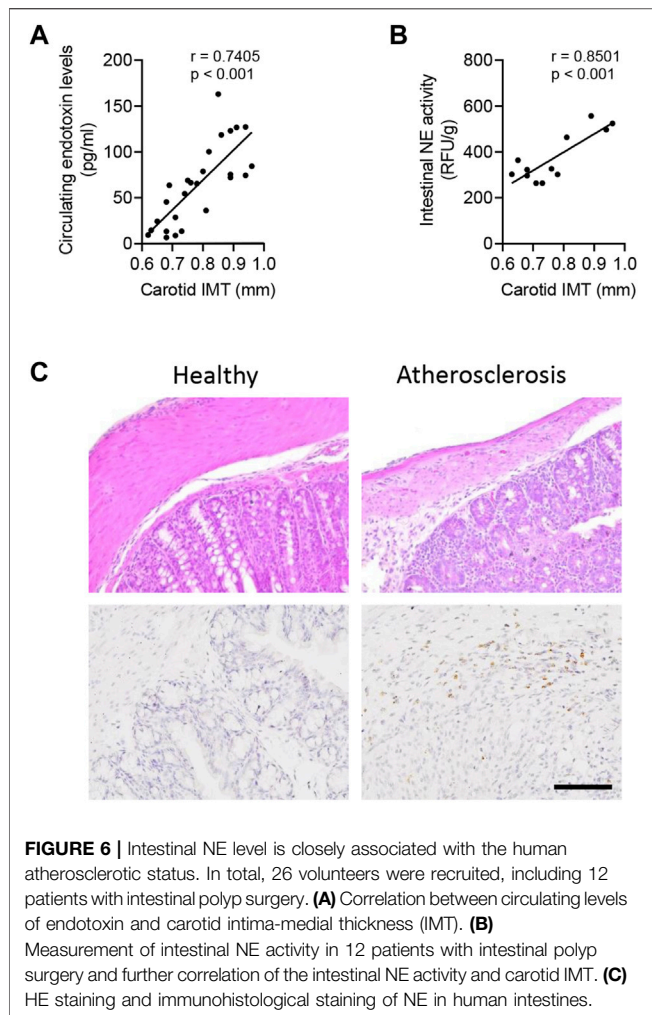 A
r = 0.7405
p < 0.001
Circulating endotoxin levels
(pg/ml)
200
150
100
50
0
0.6 0.7 0.8 0.9 1.0
Carotid IMT (mm)
B
r = 0.8501
p < 0.001
Intestinal NE activity
(RFU/g)
800
600
400
200
0
0.6 0.7 0.8 0.9 1.0
Carotid IMT (mm)
C
Healthy
Atherosclerosis
FIGURE 6 | Intestinal NE level is closely associated with the human
atherosclerotic status. In total, 26 volunteers were recruited, including 12
patients with intestinal polyp surgery. (A) Correlation between circulating levels
of endotoxin and carotid intima-medial thickness (IMT). (B)
Measurement of intestinal NE activity in 12 patients with intestinal polyp
surgery and further correlation of the intestinal NE activity and carotid IMT. (C)
HE staining and immunohistological staining of NE in human intestines.